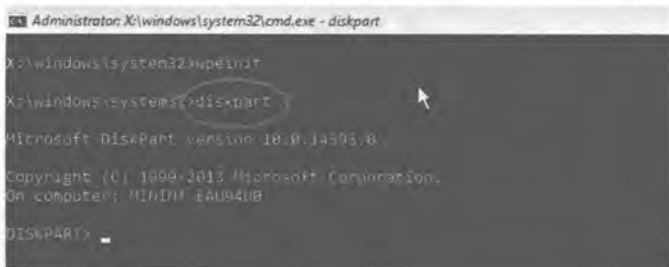 Administrator: X:\windows\system32\cmd.exe - diskpart
X:\windows\system32>wpeinit
X:\windows\system32>diskpart
Microsoft DiskPart version 10.0.14393.0
Copyright (C) 1999-2013 Microsoft Corporation.
On computer: MININT-EAU94U0
DISKPART>